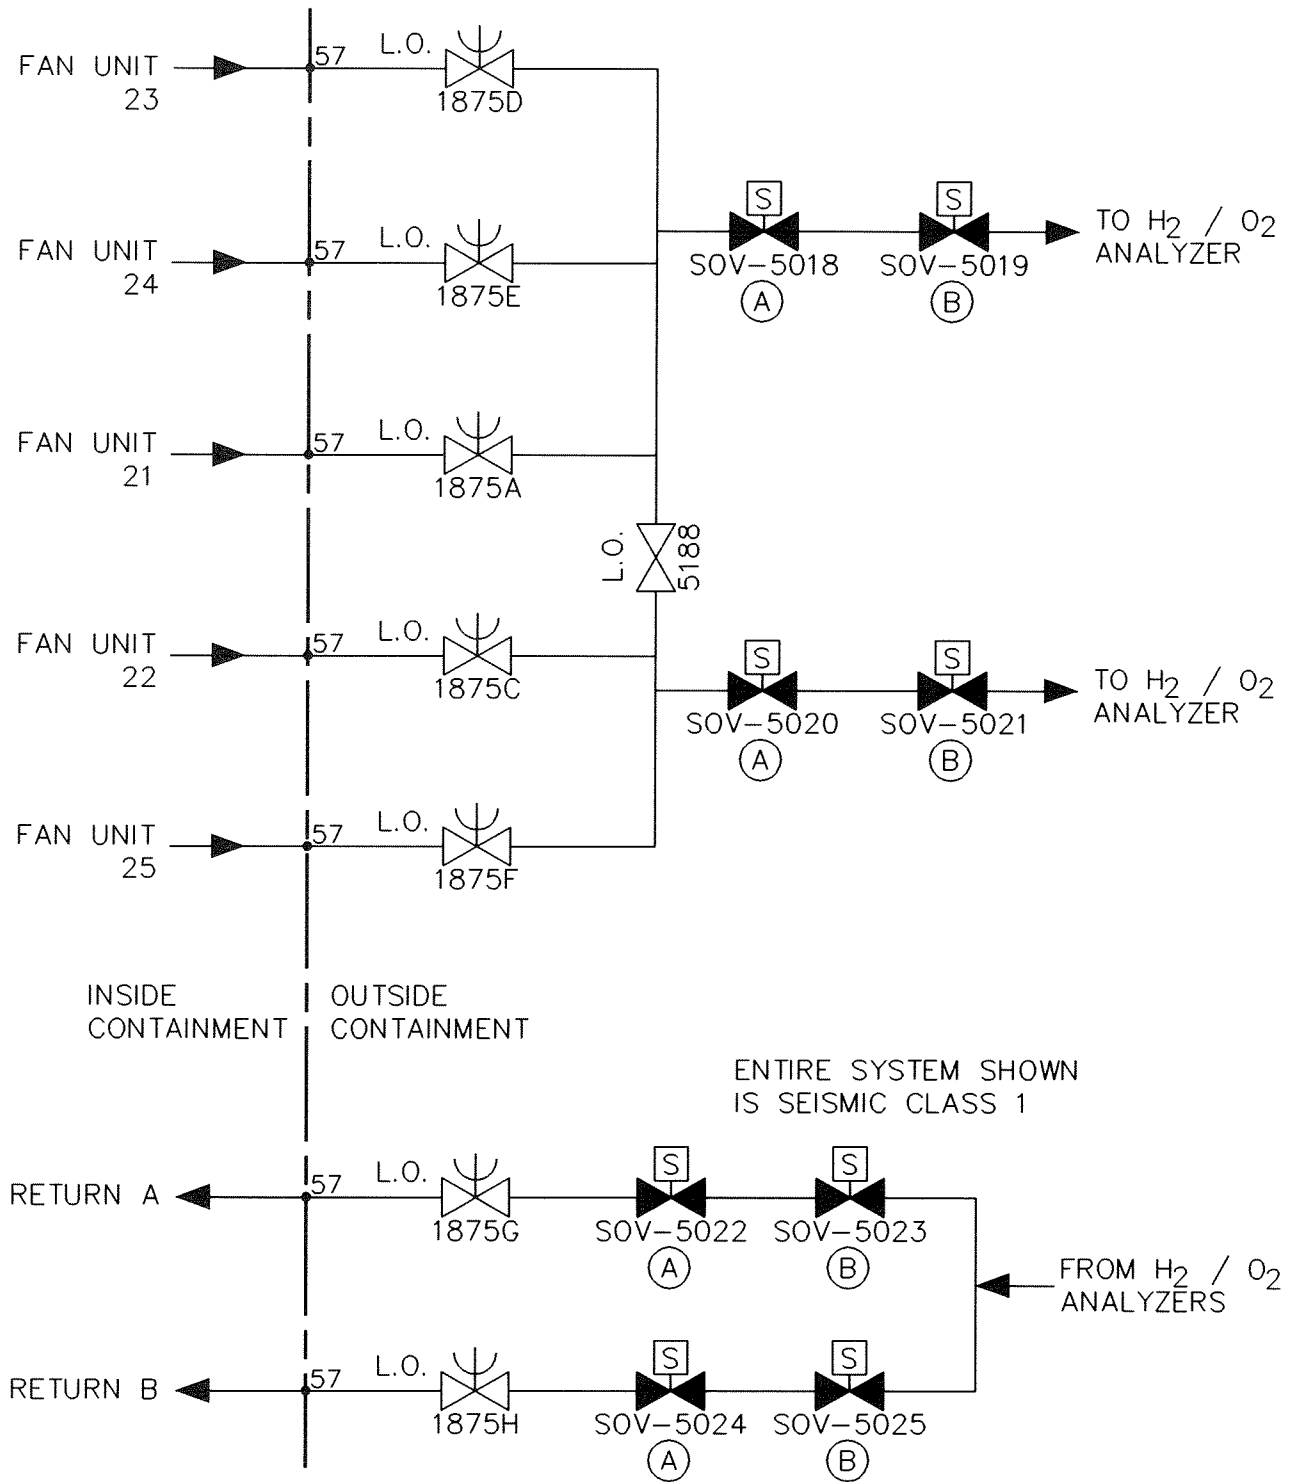 FAN UNIT
23
57
L.O.
1875D
FAN UNIT
24
57
L.O.
1875E
S
S
SOV-5018
SOV-5019
A
B
TO H2 / O2
ANALYZER
FAN UNIT
21
57
L.O.
1875A
L.O.
5188
FAN UNIT
22
57
L.O.
1875C
S
S
SOV-5020
SOV-5021
A
B
TO H2 / O2
ANALYZER
FAN UNIT
25
57
L.O.
1875F
INSIDE
CONTAINMENT
OUTSIDE
CONTAINMENT
ENTIRE SYSTEM SHOWN
IS SEISMIC CLASS 1
RETURN A
57
L.O.
1875G
S
S
SOV-5022
SOV-5023
A
B
FROM H2 / O2
ANALYZERS
RETURN B
57
L.O.
1875H
S
S
SOV-5024
SOV-5025
A
B